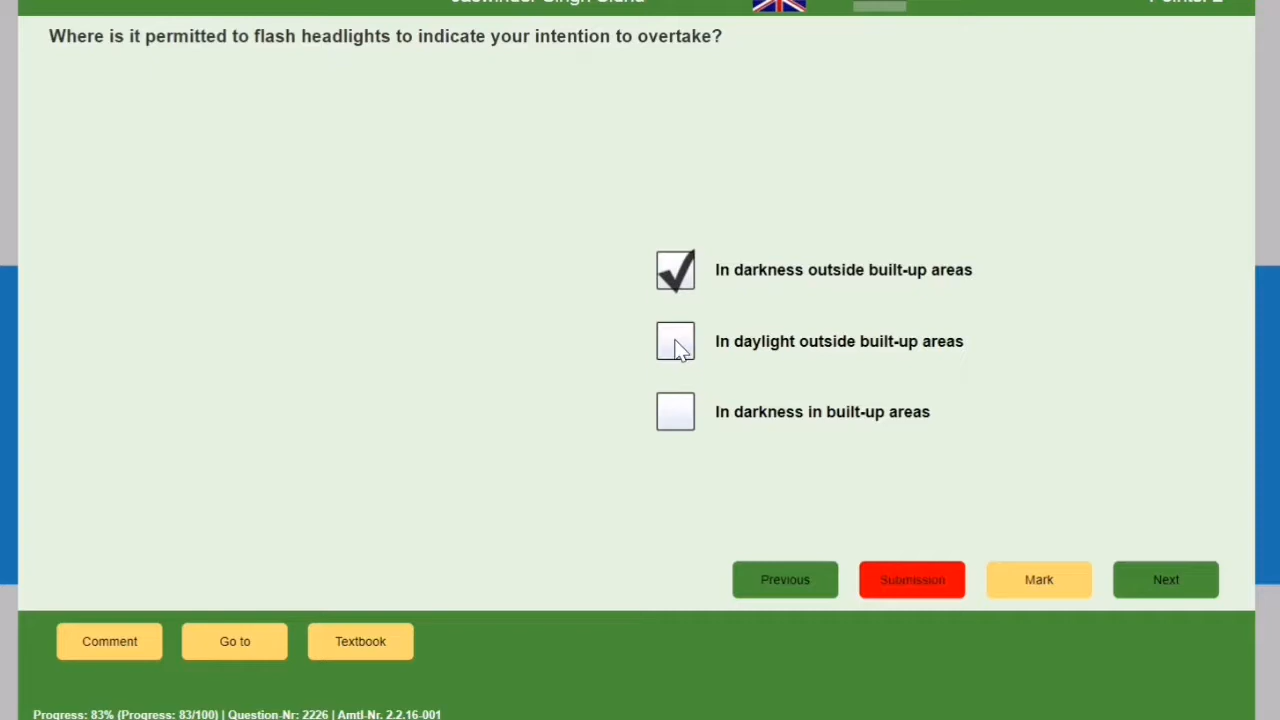 Where is it permitted to flash headlights to indicate your intention to overtake?
In darkness outside built-up areas
In daylight outside built-up areas
In darkness in built-up areas
Previous
Submission
Mark
Next
Comment
Go to
Textbook
Progress: 83% (Progress: 83/100) | Question-Nr: 2226 | Amtl-Nr. 2.2.16-001